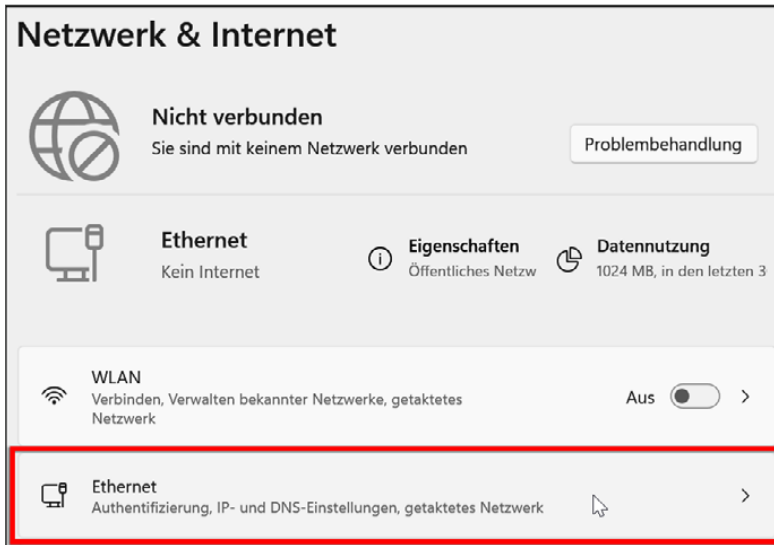 Netzwerk & Internet
Nicht verbunden
Sie sind mit keinem Netzwerk verbunden
Problembehandlung
Ethernet
Kein Internet
Eigenschaften
Öffentliches Netzw
Datennutzung
1024 MB, in den letzten 3
WLAN
Verbinden, Verwalten bekannter Netzwerke, getaktetes
Netzwerk
Aus
Ethernet
Authentifizierung, IP- und DNS-Einstellungen, getaktetes Netzwerk